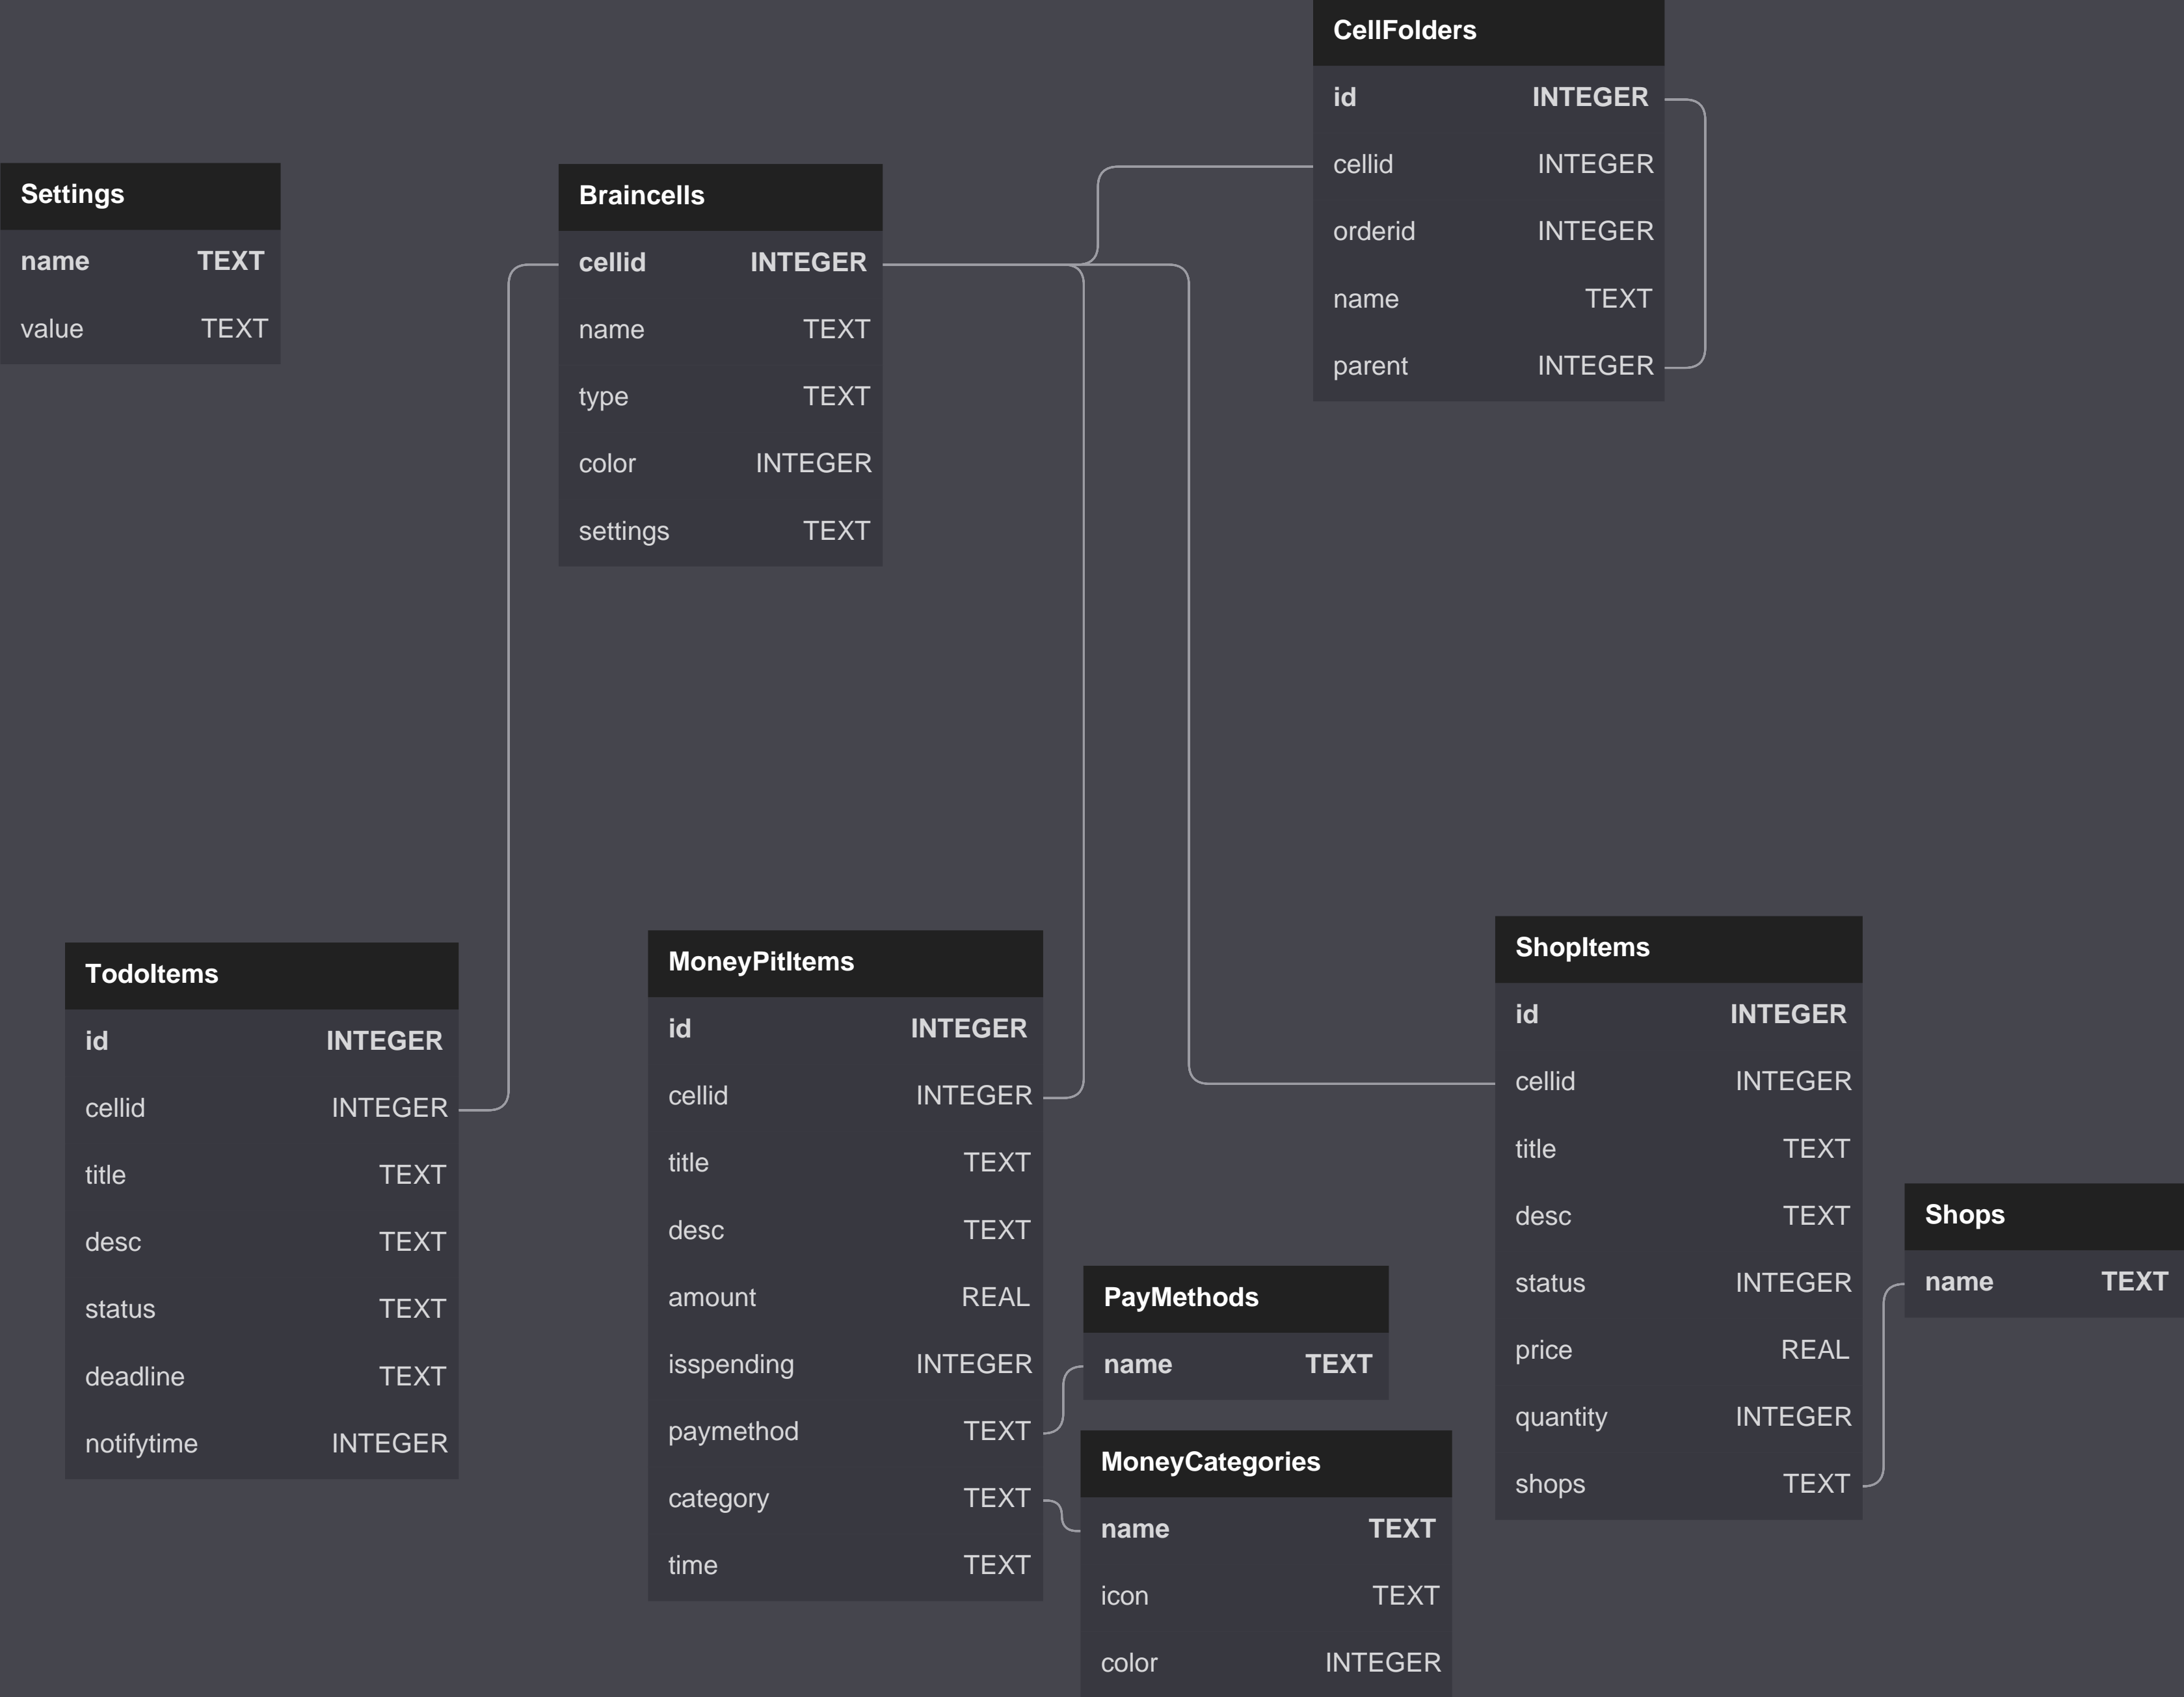 CellFolders
id INTEGER
cellid INTEGER
orderid INTEGER
name TEXT
parent INTEGER
Settings
name TEXT
value TEXT
Braincells
cellid INTEGER
name TEXT
type TEXT
color INTEGER
settings TEXT
TodoItems
id INTEGER
cellid INTEGER
title TEXT
desc TEXT
status TEXT
deadline TEXT
notifytime INTEGER
MoneyPitItems
id INTEGER
cellid INTEGER
title TEXT
desc TEXT
amount REAL
isspending INTEGER
paymethod TEXT
category TEXT
time TEXT
PayMethods
name TEXT
MoneyCategories
name TEXT
icon TEXT
color INTEGER
ShopItems
id INTEGER
cellid INTEGER
title TEXT
desc TEXT
status INTEGER
price REAL
quantity INTEGER
shops TEXT
Shops
name TEXT